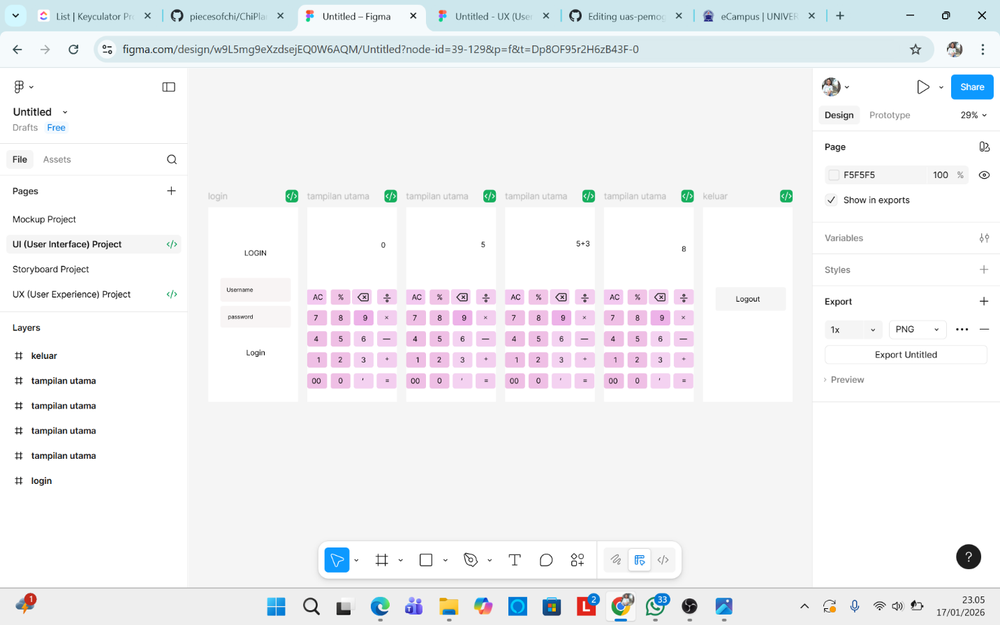 List | Keyculator Pr
piecesofchi/ChiPla
Untitled – Figma
Untitled - UX (User
Editing uas-pemog
eCampus | UNIVER
figma.com/design/w9L5mg9eXzdsejEQ0W6AQM/Untitled?node-id=39-129&p=f&t=Dp8OF95r2H6zB43F-0
Untitled
Drafts Free
File Assets
Pages
Mockup Project
UI (User Interface) Project
Storyboard Project
UX (User Experience) Project
Layers
keluar
tampilan utama
tampilan utama
tampilan utama
tampilan utama
login
login
LOGIN
Username
password
Login
tampilan utama
0
AC % ÷
7 8 9 ×
4 5 6 —
1 2 3 +
00 0 ′ =
tampilan utama
5
AC % ÷
7 8 9 ×
4 5 6 —
1 2 3 +
00 0 ′ =
tampilan utama
5+3
AC % ÷
7 8 9 ×
4 5 6 —
1 2 3 +
00 0 ′ =
tampilan utama
8
AC % ÷
7 8 9 ×
4 5 6 —
1 2 3 +
00 0 ′ =
keluar
Logout
Share
Design Prototype 29%
Page
F5F5F5 100 %
Show in exports
Variables
Styles
Export
1x PNG
Export Untitled
Preview
?
1
L 2
33
23.05
17/01/2026